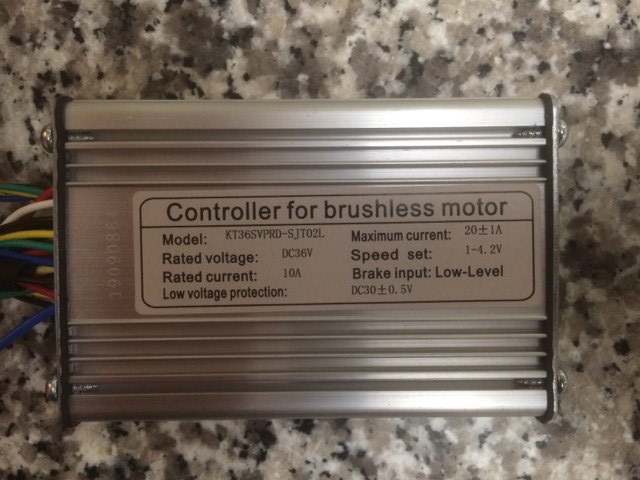 Controller for brushless motor
Model: KT36SVPRD-SJT02L Maximum current: 20±1A
Rated voltage: DC36V Speed set: 1-4.2V
Rated current: 10A Brake input: Low-Level
Low voltage protection: DC30±0.5V